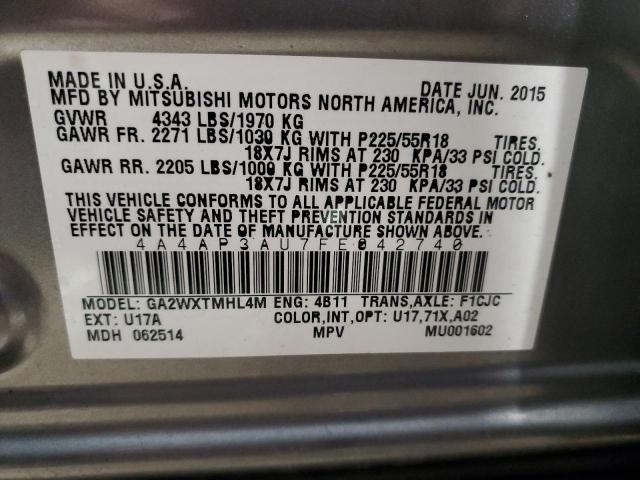 MADE IN U.S.A. DATE JUN. 2015
MFD BY MITSUBISHI MOTORS NORTH AMERICA, INC.
GVWR 4343 LBS/1970 KG
GAWR FR. 2271 LBS/1030 KG WITH P225/55R18 TIRES,
18X7J RIMS AT 230 KPA/33 PSI COLD.
GAWR RR. 2205 LBS/1000 KG WITH P225/55R18 TIRES,
18X7J RIMS AT 230 KPA/33 PSI COLD.
THIS VEHICLE CONFORMS TO ALL APPLICABLE FEDERAL MOTOR
VEHICLE SAFETY AND THEFT PREVENTION STANDARDS IN
EFFECT ON THE DATE OF MANUFACTURE SHOWN ABOVE.
4A4AP3AU7FE042740
MODEL: GA2WXTMHL4M ENG: 4B11 TRANS,AXLE: F1CJC
EXT: U17A COLOR,INT,OPT: U17,71X,A02
MDH 062514 MPV MU001602